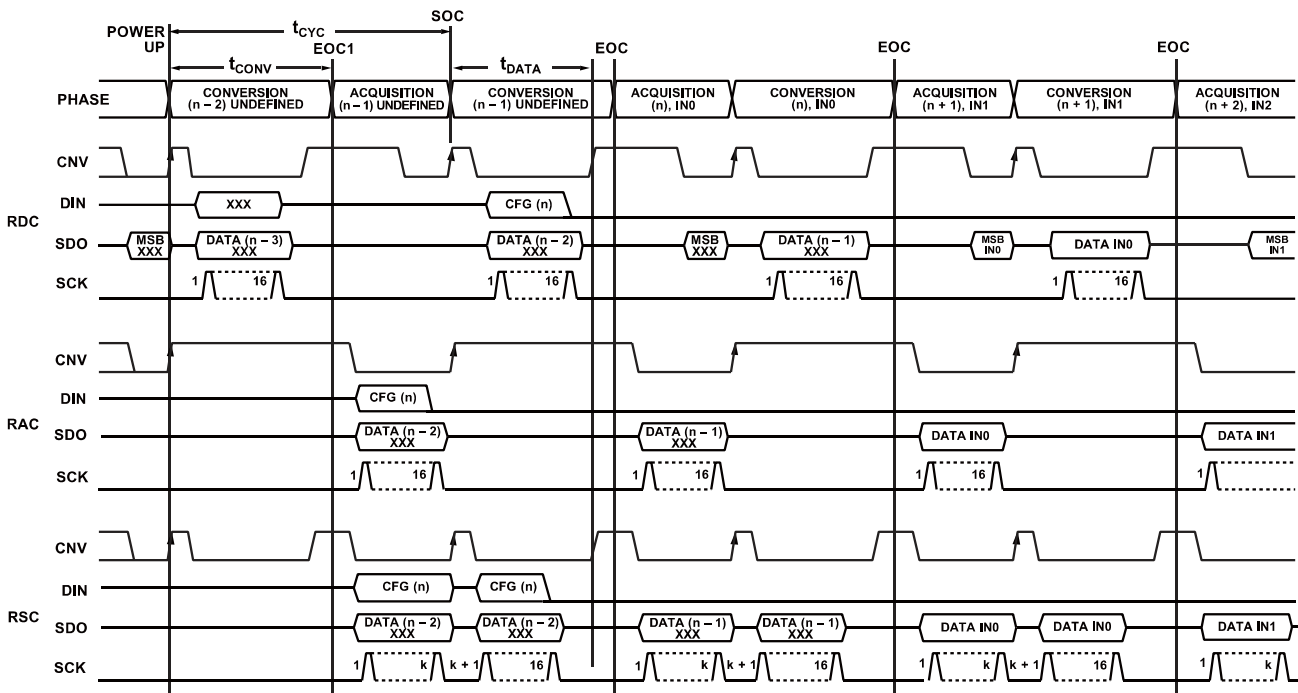 SOC
POWER UP
tCYC
EOC1
EOC
EOC
EOC
tCONV
tDATA
PHASE
CONVERSION (n – 2) UNDEFINED
ACQUISITION (n – 1) UNDEFINED
CONVERSION (n – 1) UNDEFINED
ACQUISITION (n), IN0
CONVERSION (n), IN0
ACQUISITION (n + 1), IN1
CONVERSION (n + 1), IN1
ACQUISITION (n + 2), IN2
RDC
CNV
DIN
XXX
CFG (n)
SDO
MSB XXX
DATA (n – 3) XXX
DATA (n – 2) XXX
MSB XXX
DATA (n – 1) XXX
MSB IN0
DATA IN0
MSB IN1
SCK
1 16
1 16
1 16
1 16
RAC
CNV
DIN
CFG (n)
SDO
DATA (n – 2) XXX
DATA (n – 1) XXX
DATA IN0
DATA IN1
SCK
1 16
1 16
1 16
1
RSC
CNV
DIN
CFG (n)
CFG (n)
SDO
DATA (n – 2) XXX
DATA (n – 2) XXX
DATA (n – 1) XXX
DATA (n – 1) XXX
DATA IN0
DATA IN0
DATA IN1
SCK
1 k k + 1 16
1 k k + 1 16
1 k k + 1 16
1 k